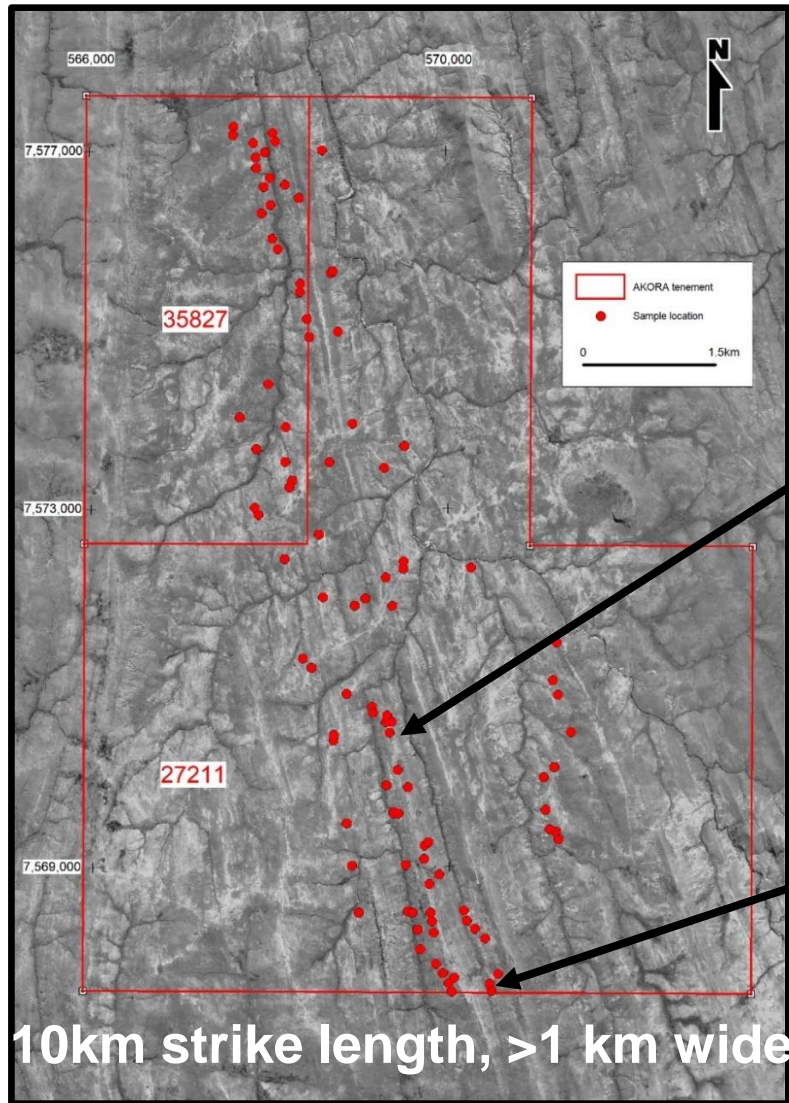 N
566,000
570,000
7,577,000
AKORA tenement
35827
Sample location
0 1.5km
7,573,000
27211
7,569,000
10km strike length, >1 km wide